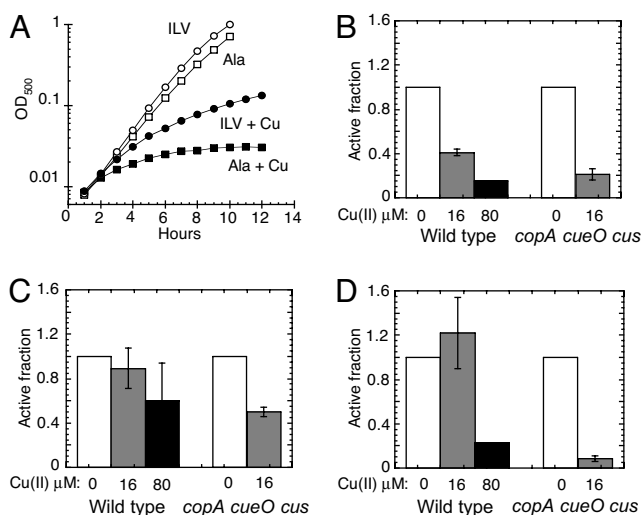 A
1
ILV
Ala
OD500
0.1
ILV + Cu
0.01
Ala + Cu
0 2 4 6 8 10 12 14
Hours
B
1.6
1.2
0.8
0.4
0
Active fraction
Cu(II) μM: 0 16 80 0 16
Wild type copA cueO cus
C
1.6
1.2
0.8
0.4
0
Active fraction
Cu(II) μM: 0 16 80 0 16
Wild type copA cueO cus
D
1.6
1.2
0.8
0.4
0
Active fraction
Cu(II) μM: 0 16 80 0 16
Wild type copA cueO cus